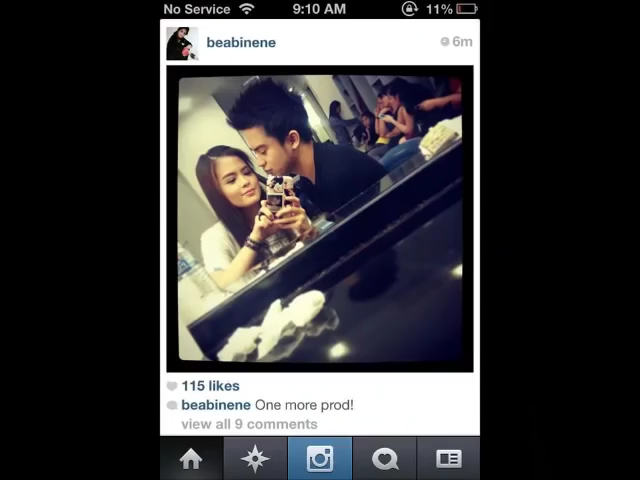 No Service 9:10 AM 11%
beabinene 6m
115 likes
beabinene One more prod!
view all 9 comments